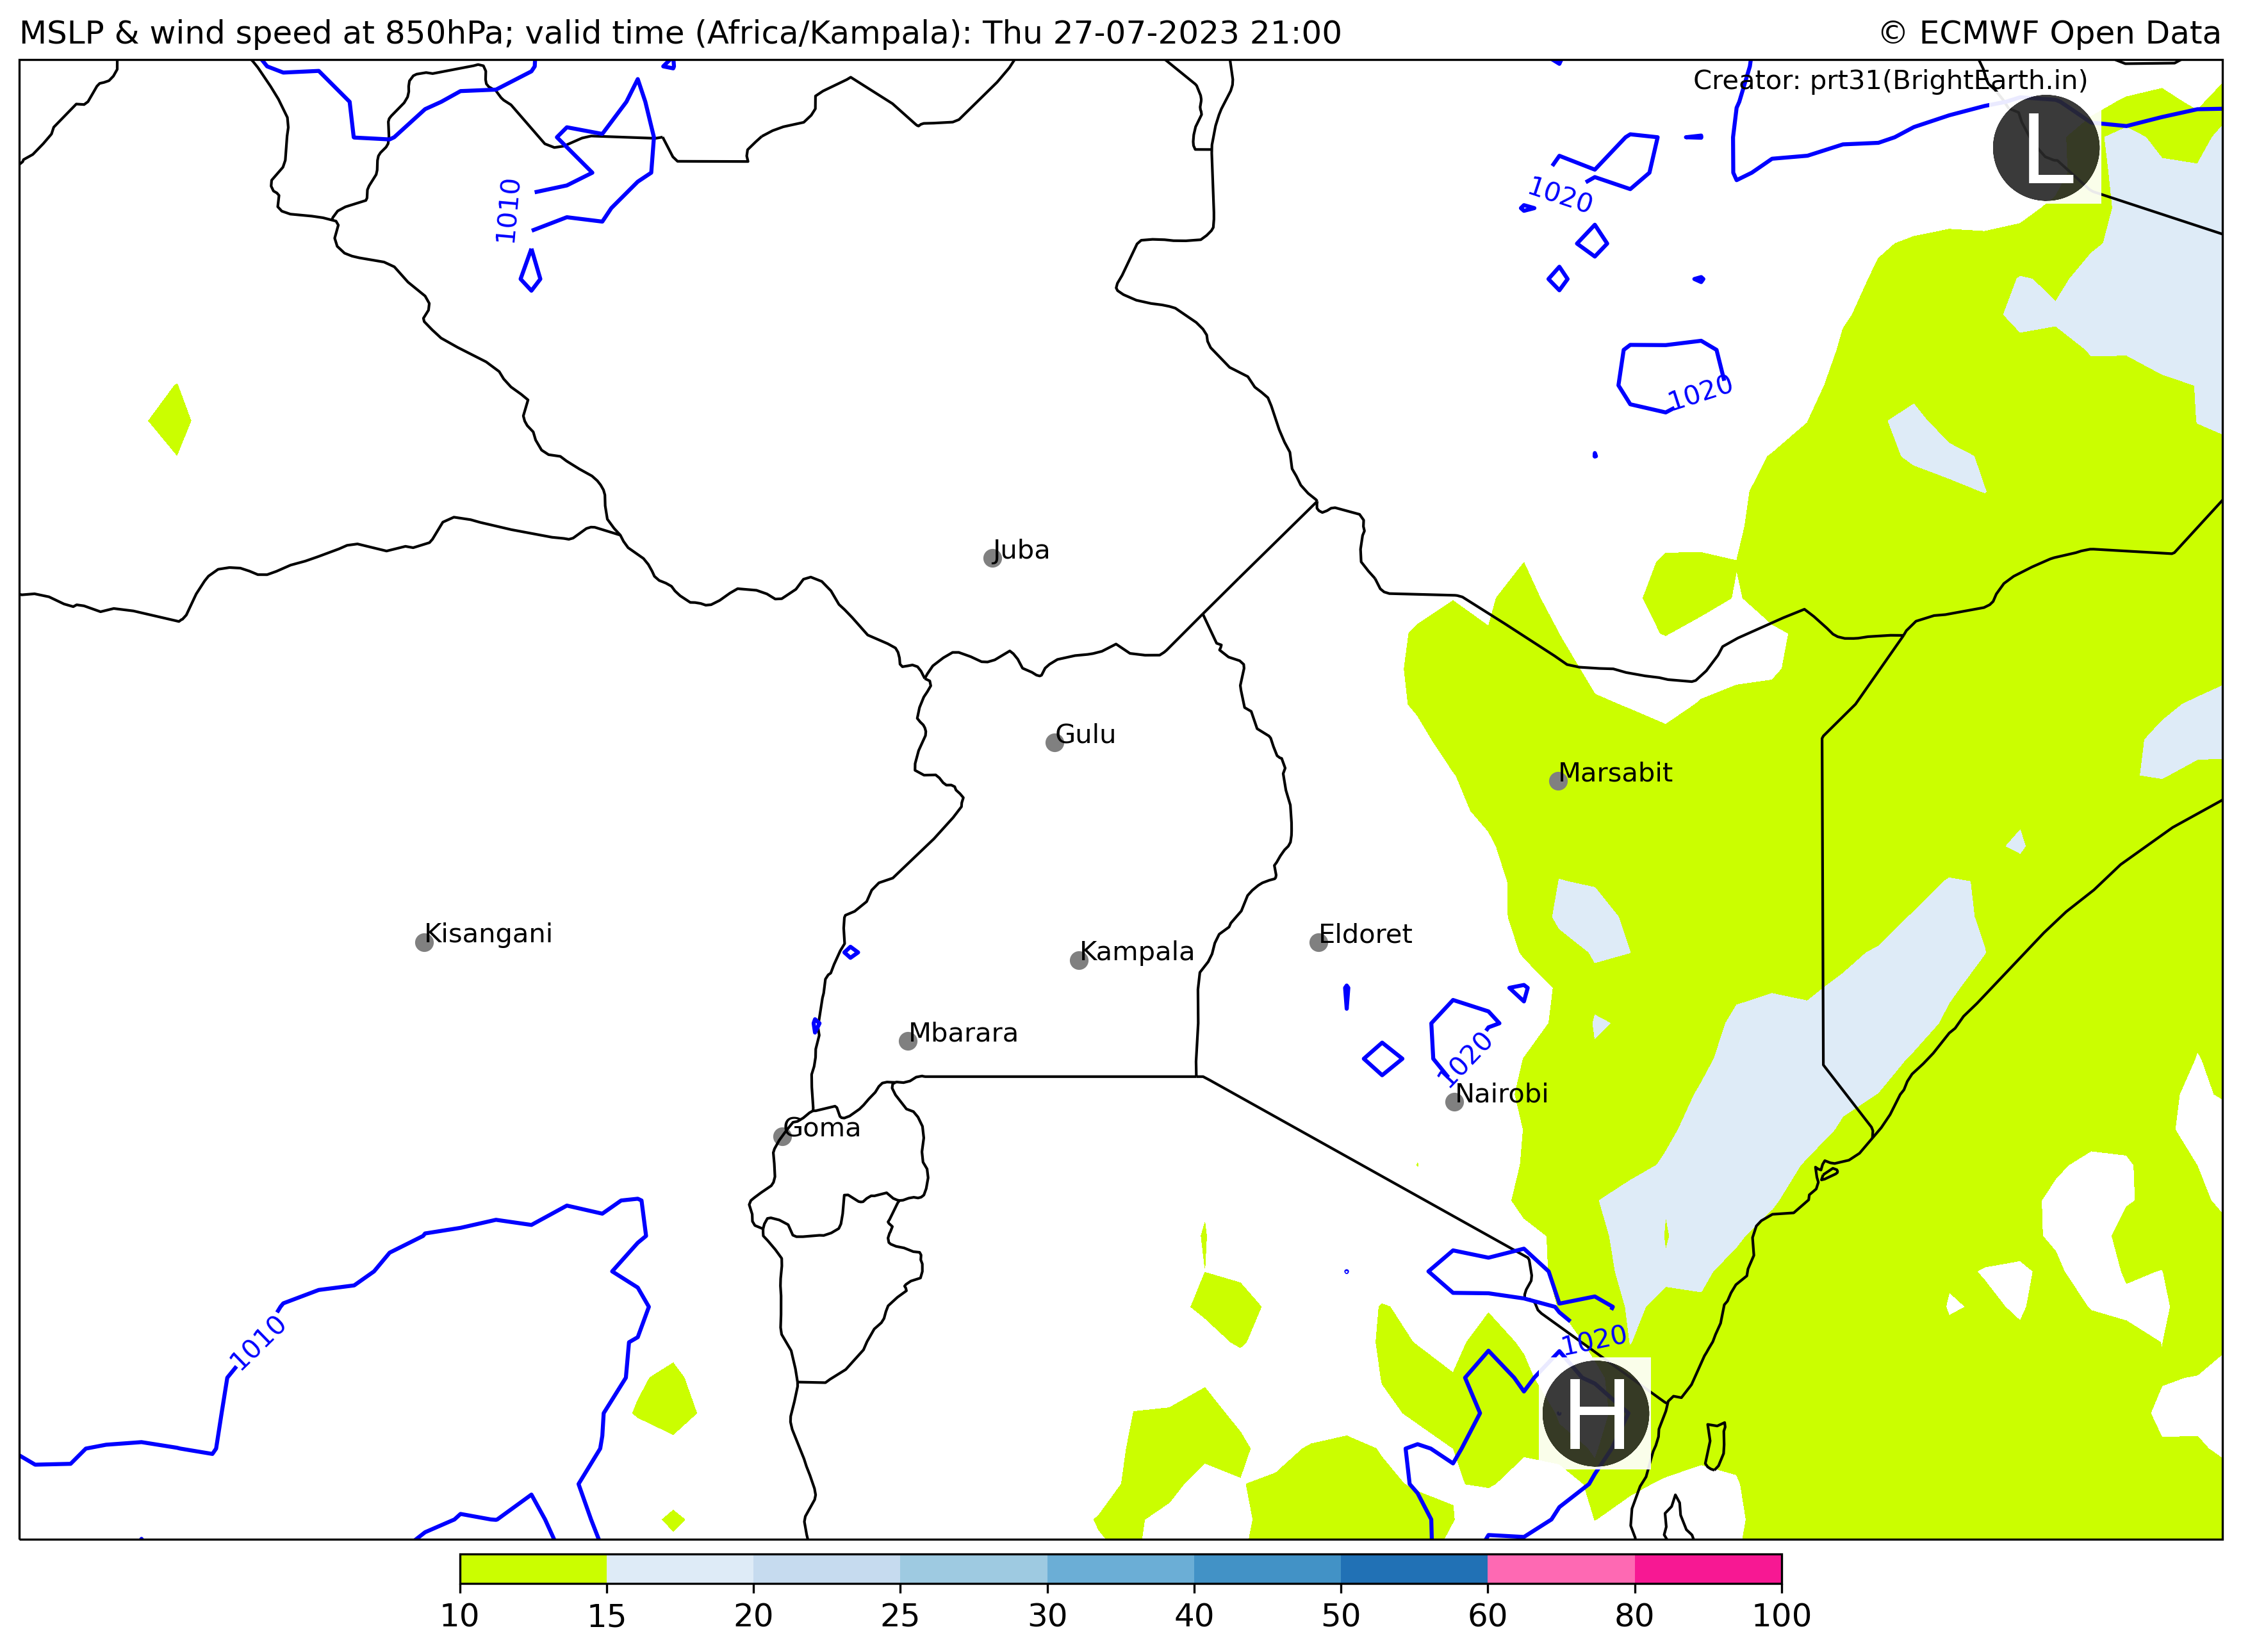 MSLP & wind speed at 850hPa; valid time (Africa/Kampala): Thu 27-07-2023 21:00
© ECMWF Open Data
Creator: prt31(BrightEarth.in)
L
1010
1020
1020
Juba
Gulu
Marsabit
Kisangani
Eldoret
Kampala
Mbarara
1020
Nairobi
Goma
1010
1020
H
10 15 20 25 30 40 50 60 80 100